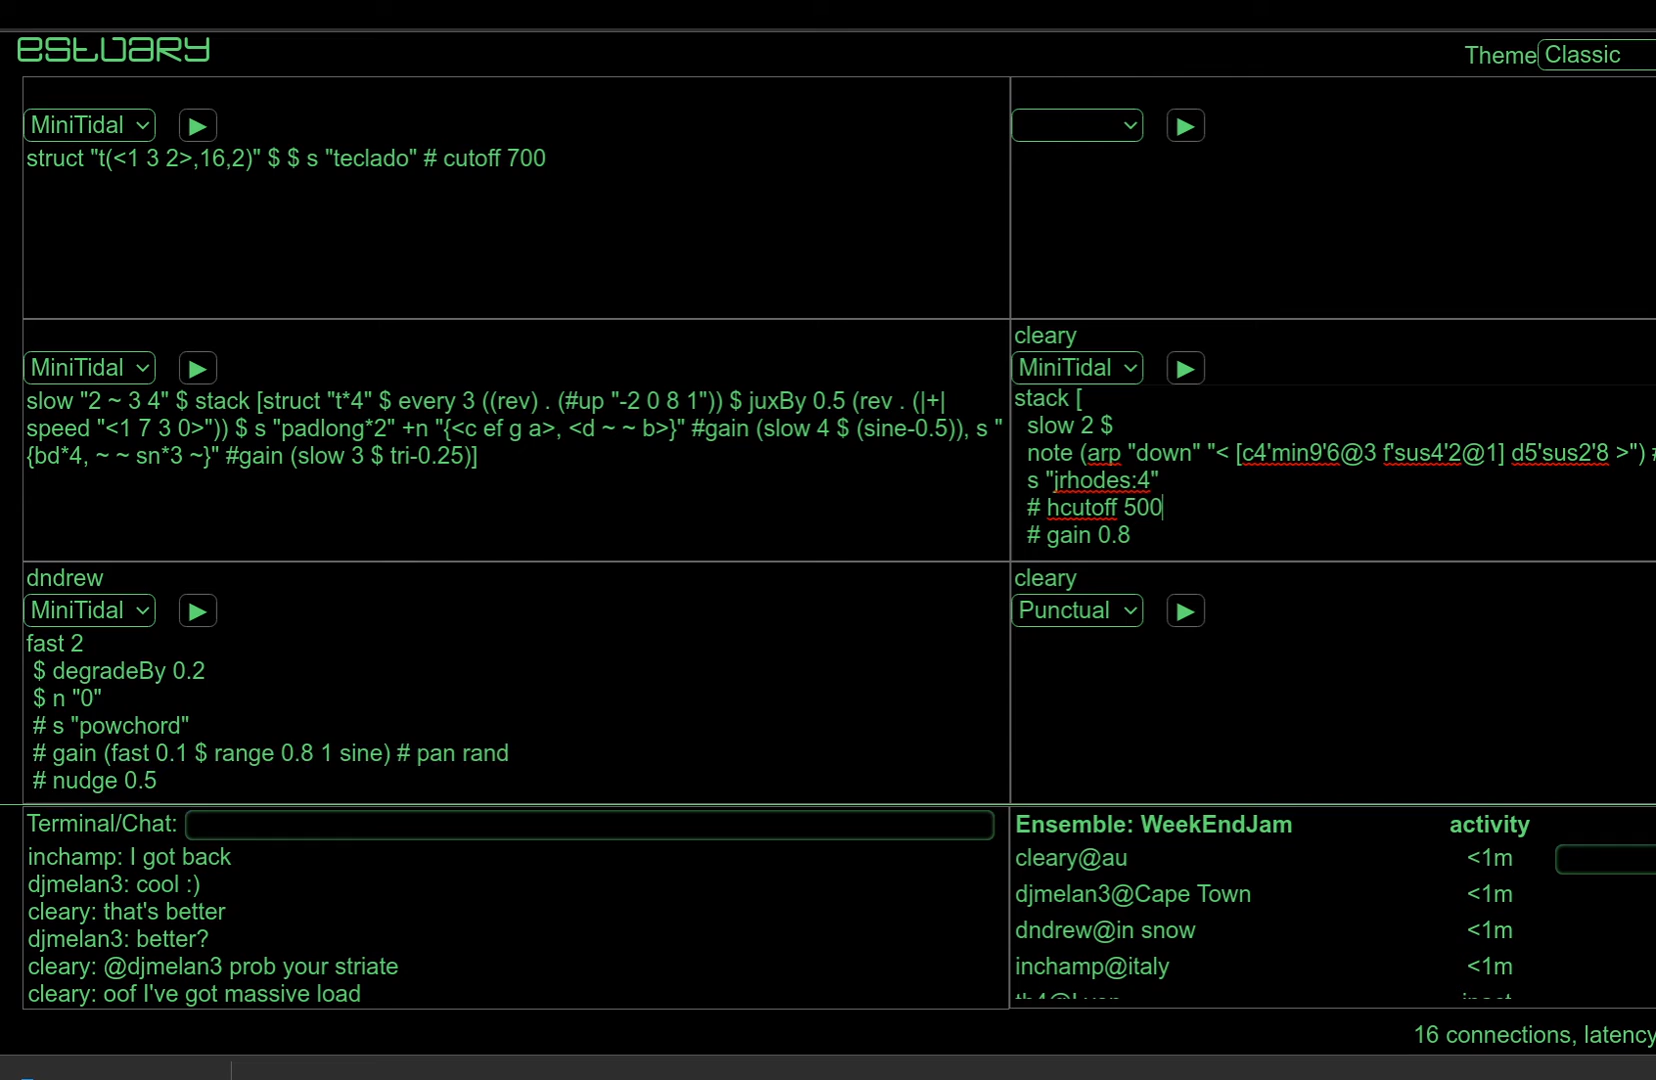 estuary
Theme Classic
MiniTidal
struct "t(<1 3 2>,16,2)" $ $ s "teclado" # cutoff 700
MiniTidal
slow "2 ~ 3 4" $ stack [struct "t*4" $ every 3 ((rev) . (#up "-2 0 8 1")) $ juxBy 0.5 (rev . (|+|
speed "<1 7 3 0>")) $ s "padlong*2" +n "{<c ef g a>, <d ~ ~ b>}" #gain (slow 4 $ (sine-0.5)), s "
{bd*4, ~ ~ sn*3 ~}" #gain (slow 3 $ tri-0.25)]
cleary
MiniTidal
stack [
slow 2 $
note (arp "down" "< [c4'min9'6@3 f'sus4'2@1] d5'sus2'8 >") #
s "jrhodes:4"
# hcutoff 500
# gain 0.8
dndrew
MiniTidal
fast 2
$ degradeBy 0.2
$ n "0"
# s "powchord"
# gain (fast 0.1 $ range 0.8 1 sine) # pan rand
# nudge 0.5
cleary
Punctual
Terminal/Chat:
inchamp: I got back
djmelan3: cool :)
cleary: that's better
djmelan3: better?
cleary: @djmelan3 prob your striate
cleary: oof I've got massive load
Ensemble: WeekEndJam activity
cleary@au <1m
djmelan3@Cape Town <1m
dndrew@in snow <1m
inchamp@italy <1m
16 connections, latency